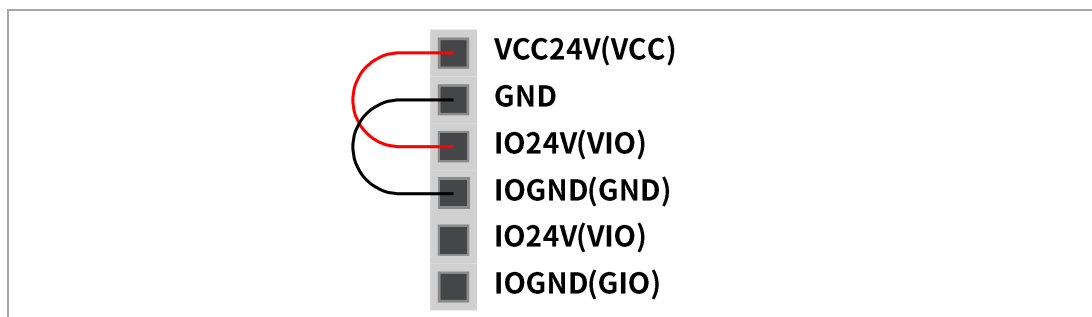 VCC24V(VCC)
GND
IO24V(VIO)
IOGND(GND)
IO24V(VIO)
IOGND(GIO)